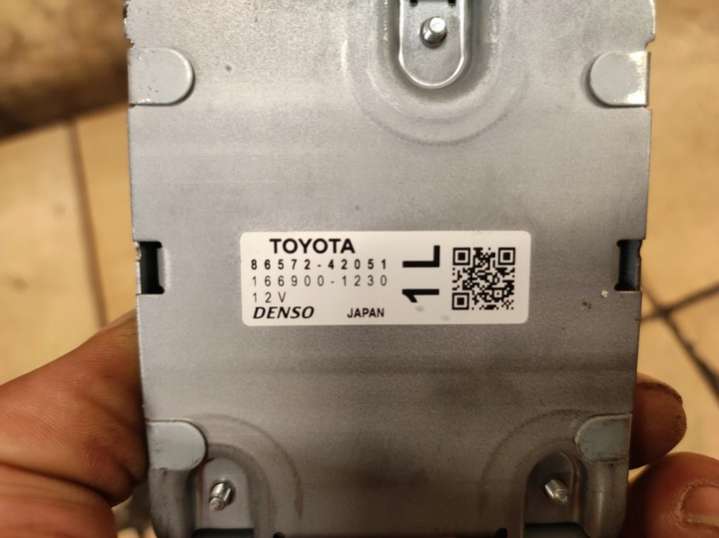 TOYOTA
86572-42051
166900-1230
12V
DENSO JAPAN
1L